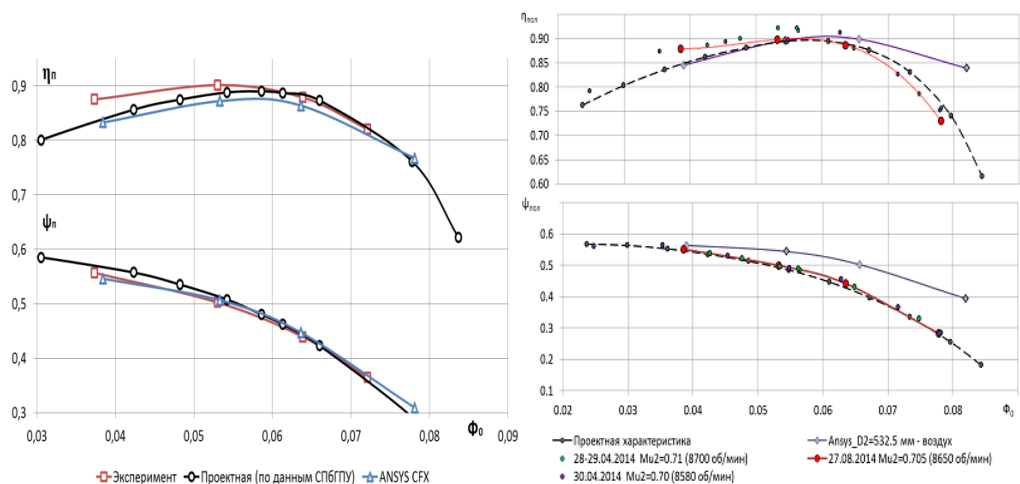 ηп
0,9
0,8
0,7
ψп
0,6
0,5
0,4
0,3
0,03
0,04
0,05
0,06
0,07
0,08
0,09
Φ₀
Эксперимент
Проектная (по данным СПбГПУ)
ANSYS CFX
ηпол
0.90
0.85
0.80
0.75
0.70
0.65
0.60
ψпол
0.6
0.5
0.4
0.3
0.2
0.1
0.02
0.03
0.04
0.05
0.06
0.07
0.08
Φ₀
Проектная характеристика
Ansys_D2=532.5 мм - воздух
28-29.04.2014 Mu2=0.71 (8700 об/мин)
27.08.2014 Mu2=0.705 (8650 об/мин)
30.04.2014 Mu2=0.70 (8580 об/мин)